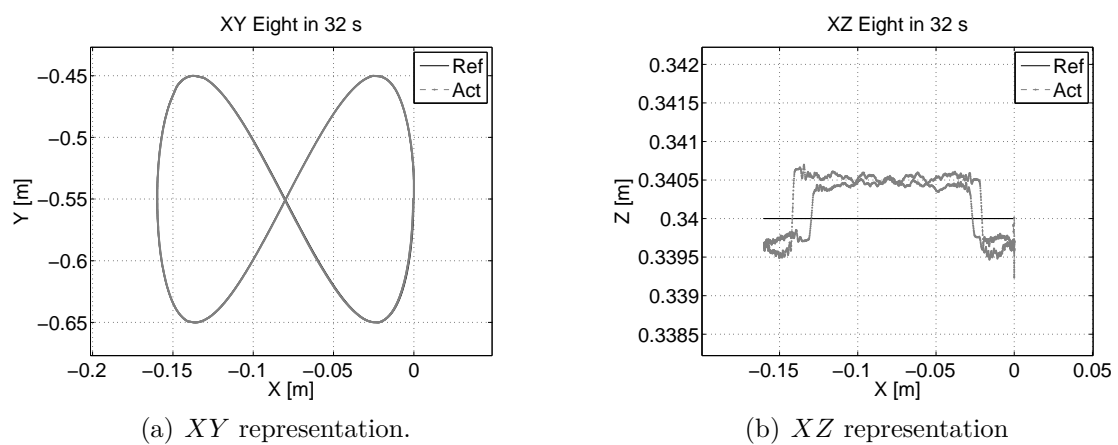 XY Eight in 32 s
Ref
Act
−0.45
−0.5
−0.55
−0.6
−0.65
Y [m]
−0.2
−0.15
−0.1
−0.05
0
X [m]
(a) XY representation.
XZ Eight in 32 s
Ref
Act
0.342
0.3415
0.341
0.3405
0.34
0.3395
0.339
0.3385
Z [m]
−0.15
−0.1
−0.05
0
0.05
X [m]
(b) XZ representation